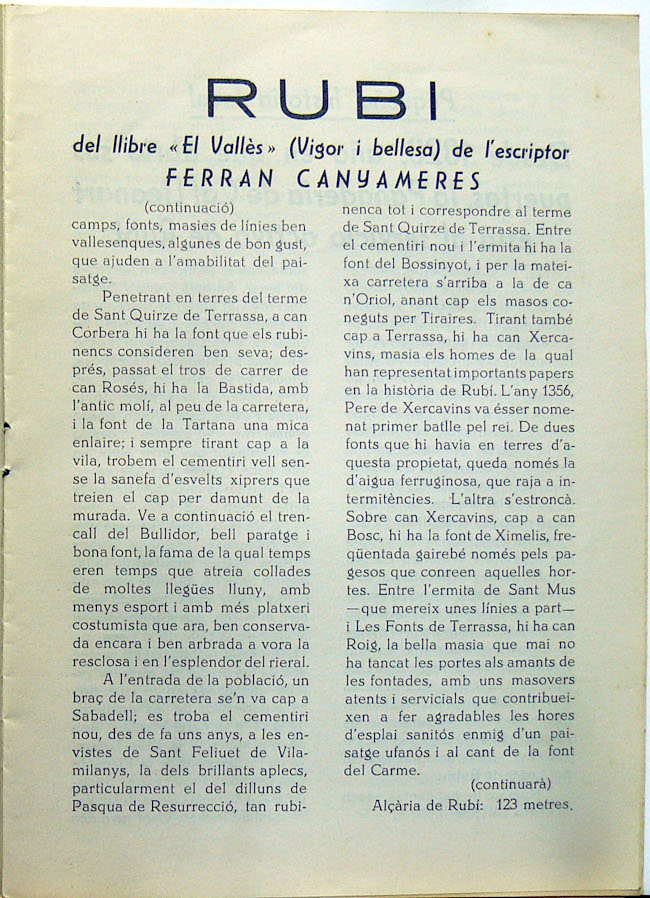 RUBI
del llibre «El Vallès» (Vigor i bellesa) de l'escriptor
FERRAN CANYAMERES
(continuació)
camps, fonts, masies de línies ben
vallesenques, algunes de bon gust,
que ajuden a l'amabilitat del pai-
satge.
Penetrant en terres del terme
de Sant Quirze de Terrassa, a can
Corbera hi ha la font que els rubi-
nencs consideren ben seva; des-
prés, passat el tros de carrer de
can Rosés, hi ha la Bastida, amb
l'antic molí, al peu de la carretera,
i la font de la Tartana una mica
enlaire; i sempre tirant cap a la
vila, trobem el cementiri vell sen-
se la sanefa d'esvelts xiprers que
treien el cap per damunt de la
murada. Ve a continuació el tren-
call del Bullidor, bell paratge i
bona font, la fama de la qual temps
eren temps que atreia collades
de moltes llegües lluny, amb
menys esport i amb més platxeri
costumista que ara, ben conserva-
da encara i ben arbrada a vora la
resclosa i en l'esplendor del rieral.
A l'entrada de la població, un
braç de la carretera se'n va cap a
Sabadell; es troba el cementiri
nou, des de fa uns anys, a les en-
vistes de Sant Feliuet de Vila-
milanys, la dels brillants aplecs,
particularment el del dilluns de
Pasqua de Resurrecció, tan rubi-
nenca tot i correspondre al terme
de Sant Quirze de Terrassa. Entre
el cementiri nou i l'ermita hi ha la
font del Bossinyot, i per la matei-
xa carretera s'arriba a la de ca
n'Oriol, anant cap els masos co-
neguts per Tiraires. Tirant també
cap a Terrassa, hi ha can Xerca-
vins, masia els homes de la qual
han representat importants papers
en la història de Rubí. L'any 1356,
Pere de Xercavins va ésser nome-
nat primer batlle pel rei. De dues
fonts que hi havia en terres d'a-
questa propietat, queda només la
d'aigua ferruginosa, que raja a in-
termitències. L'altra s'estroncà.
Sobre can Xercavins, cap a can
Bosc, hi ha la font de Ximelis, fre-
qüentada gairebé només pels pa-
gesos que conreen aquelles hor-
tes. Entre l'ermita de Sant Mus
—que mereix unes línies a part—
i Les Fonts de Terrassa, hi ha can
Roig, la bella masia que mai no
ha tancat les portes als amants de
les fontades, amb uns masovers
atents i servicials que contribuei-
xen a fer agradables les hores
d'esplai sanitós enmig d'un pai-
satge ufanós i al cant de la font
del Carme.
(continuarà)
Alçària de Rubí: 123 metres.